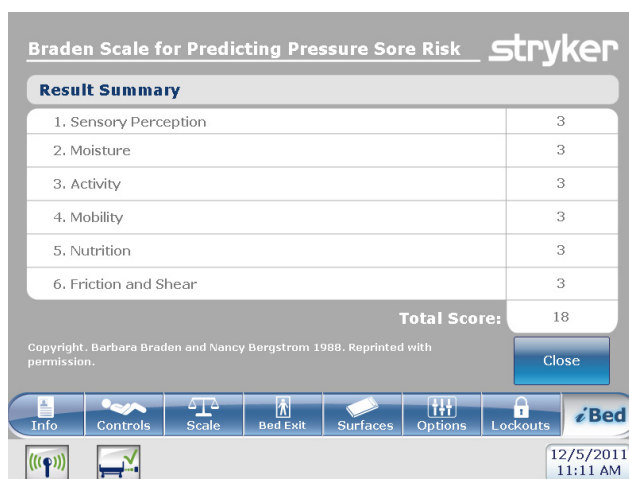 Braden Scale for Predicting Pressure Sore Risk stryker
Result Summary
1. Sensory Perception 3
2. Moisture 3
3. Activity 3
4. Mobility 3
5. Nutrition 3
6. Friction and Shear 3
Total Score: 18
Copyright. Barbara Braden and Nancy Bergstrom 1988. Reprinted with
permission.
Close
Info Controls Scale Bed Exit Surfaces Options Lockouts iBed
12/5/2011
11:11 AM